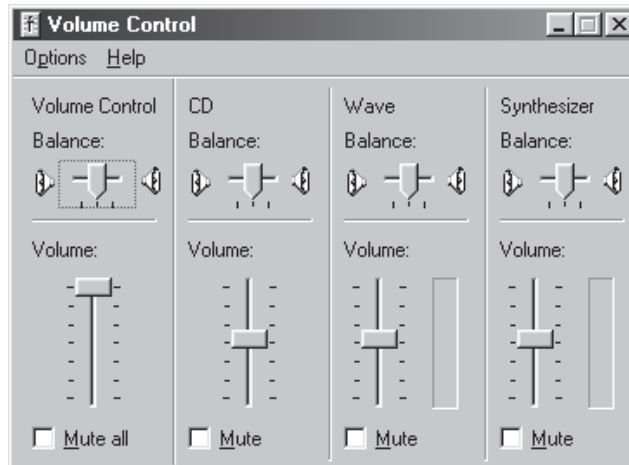 Volume Control
Options Help
Volume Control
Balance:
Volume:
Mute all
CD
Balance:
Volume:
Mute
Wave
Balance:
Volume:
Mute
Synthesizer
Balance:
Volume:
Mute